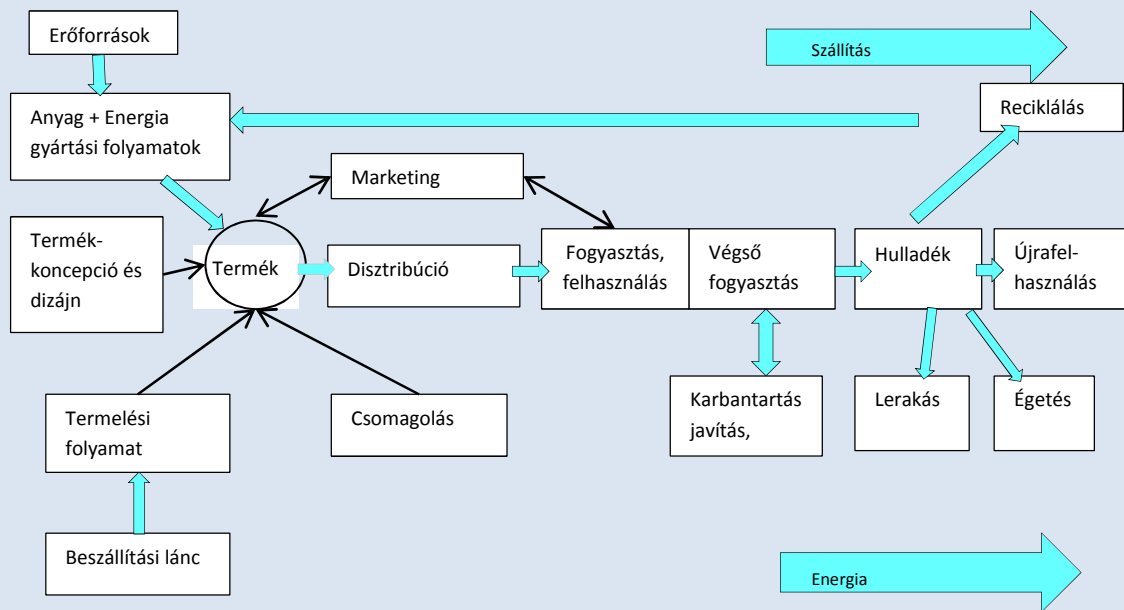 Erőforrások
Szállítás
Anyag + Energia
gyártási folyamatok
Reciklálás
Marketing
Termék-
koncepció és
dizájn
Termék
Disztribúció
Fogyasztás,
felhasználás
Végső
fogyasztás
Hulladék
Újrafel-
használás
Termelési
folyamat
Csomagolás
Karbantartás
javítás,
Lerakás
Égetés
Beszállítási lánc
Energia